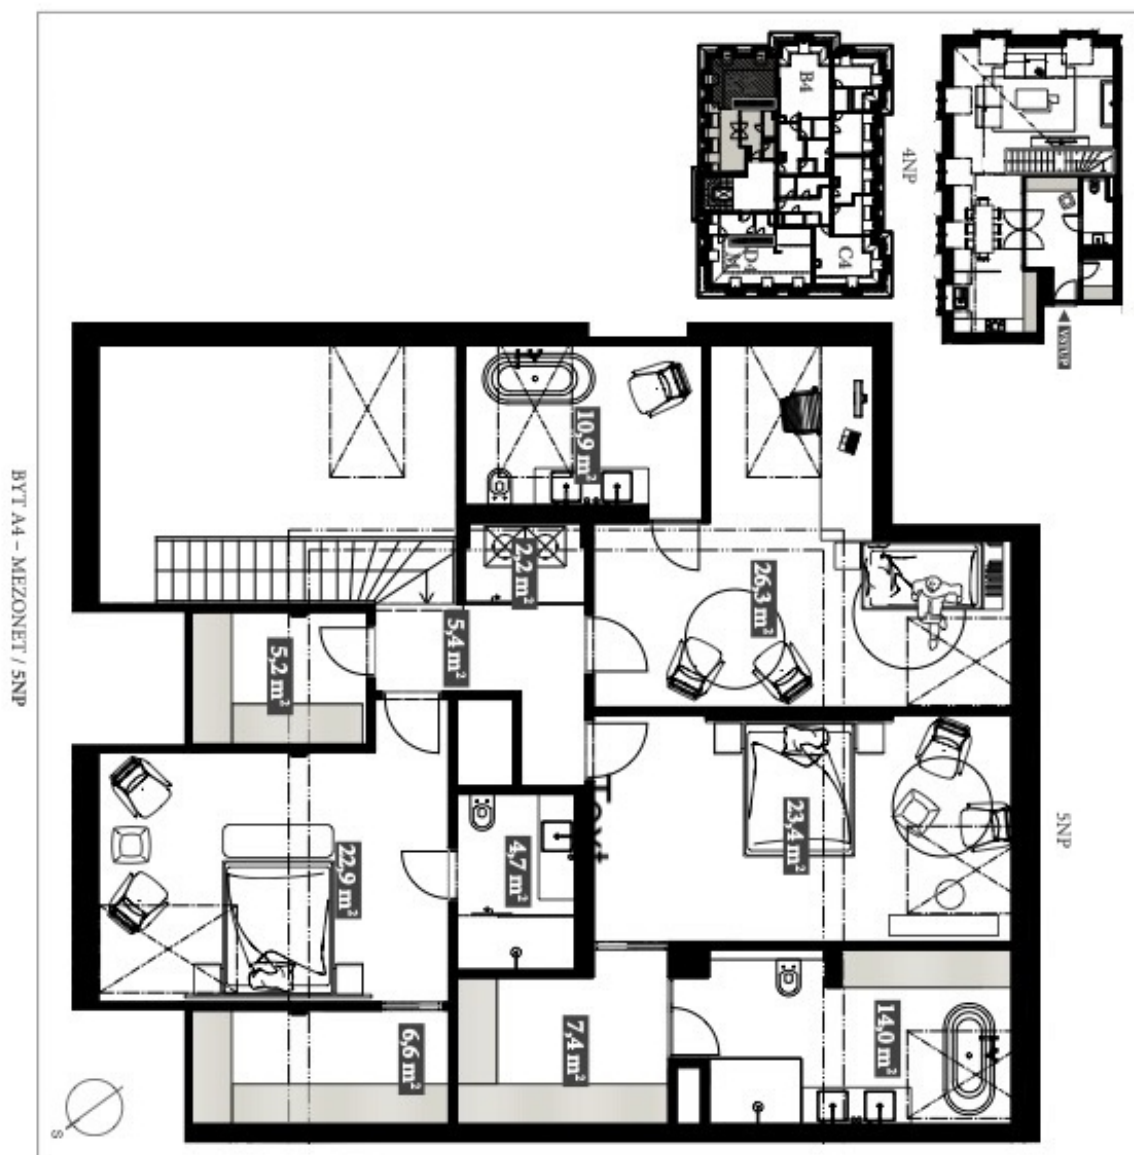 BYT A4 – MEZONET / 5NP
4NP
B4
C4
D4
M
VSTUP
5NP
10,9 m²
2,2 m²
26,3 m²
5,4 m²
5,2 m²
23,4 m²
4,7 m²
22,9 m²
14,0 m²
7,4 m²
6,6 m²
Text
S